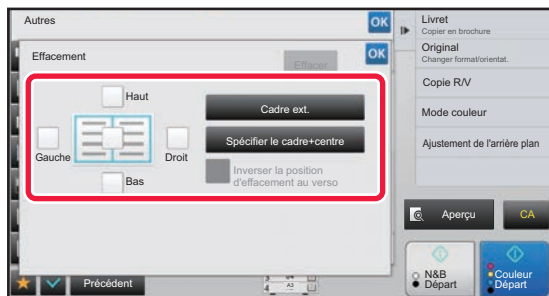 Autres
OK
Effacement
Effacer
OK
Haut
Gauche
Droit
Bas
Cadre ext.
Spécifier le cadre+centre
Inverser la position
d'effacement au verso
Précédent
Livret
Copier en brochure
Original
Changer format/orientat.
Copie R/V
Mode couleur
Ajustement de l'arrière plan
Aperçu
CA
N&B
Départ
Couleur
Départ